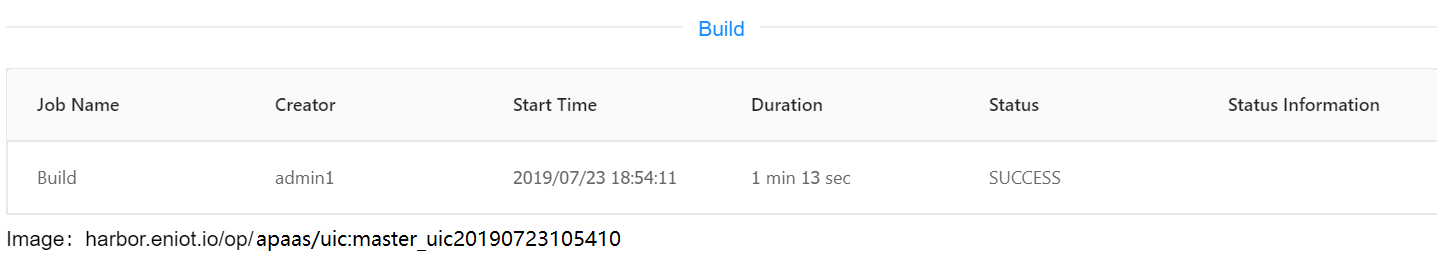 Build
Job Name Creator Start Time Duration Status Status Information
Build admin1 2019/07/23 18:54:11 1 min 13 sec SUCCESS
Image：harbor.eniot.io/op/apaas/uic:master_uic20190723105410